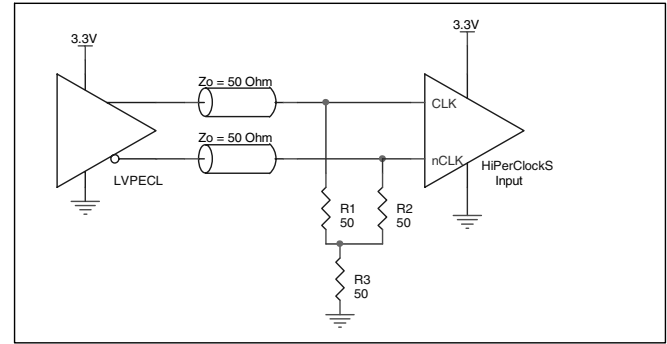 3.3V
3.3V
Zo = 50 Ohm
CLK
Zo = 50 Ohm
nCLK
HiPerClockS
Input
LVPECL
R1
50
R2
50
R3
50